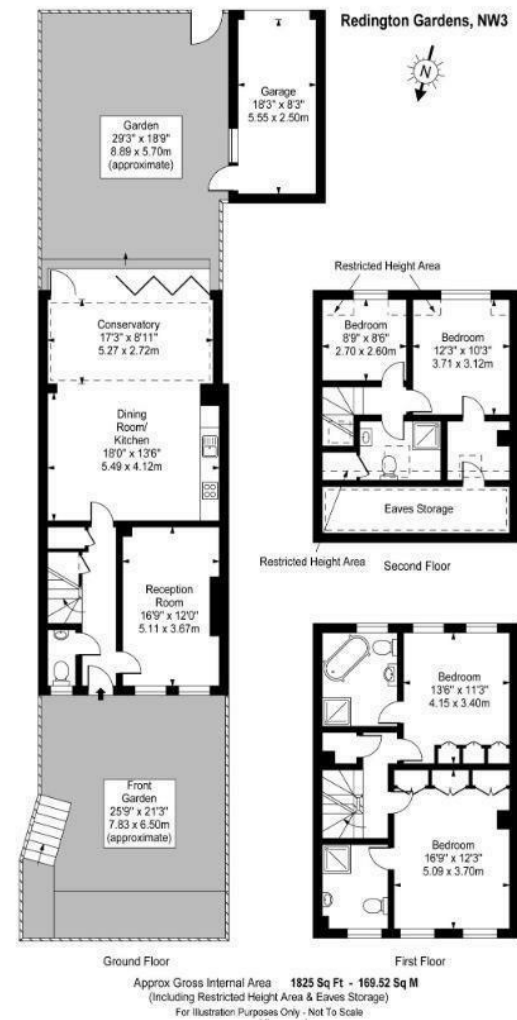 Redington Gardens, NW3
N
Garage
18'3" x 8'3"
5.55 x 2.50m
Garden
29'3" x 18'9"
8.89 x 5.70m
(approximate)
Conservatory
17'3" x 8'11"
5.27 x 2.72m
Dining
Room/
Kitchen
18'0" x 13'6"
5.49 x 4.12m
Reception
Room
16'9" x 12'0"
5.11 x 3.67m
Front
Garden
25'9" x 21'3"
7.83 x 6.50m
(approximate)
Ground Floor
Restricted Height Area
Bedroom
8'9" x 8'6"
2.70 x 2.60m
Bedroom
12'3" x 10'3"
3.71 x 3.12m
Eaves Storage
Restricted Height Area
Second Floor
Bedroom
13'6" x 11'3"
4.15 x 3.40m
Bedroom
16'9" x 12'3"
5.09 x 3.70m
First Floor
Approx Gross Internal Area 1825 Sq Ft - 169.52 Sq M
(Including Restricted Height Area & Eaves Storage)
For Illustration Purposes Only - Not To Scale